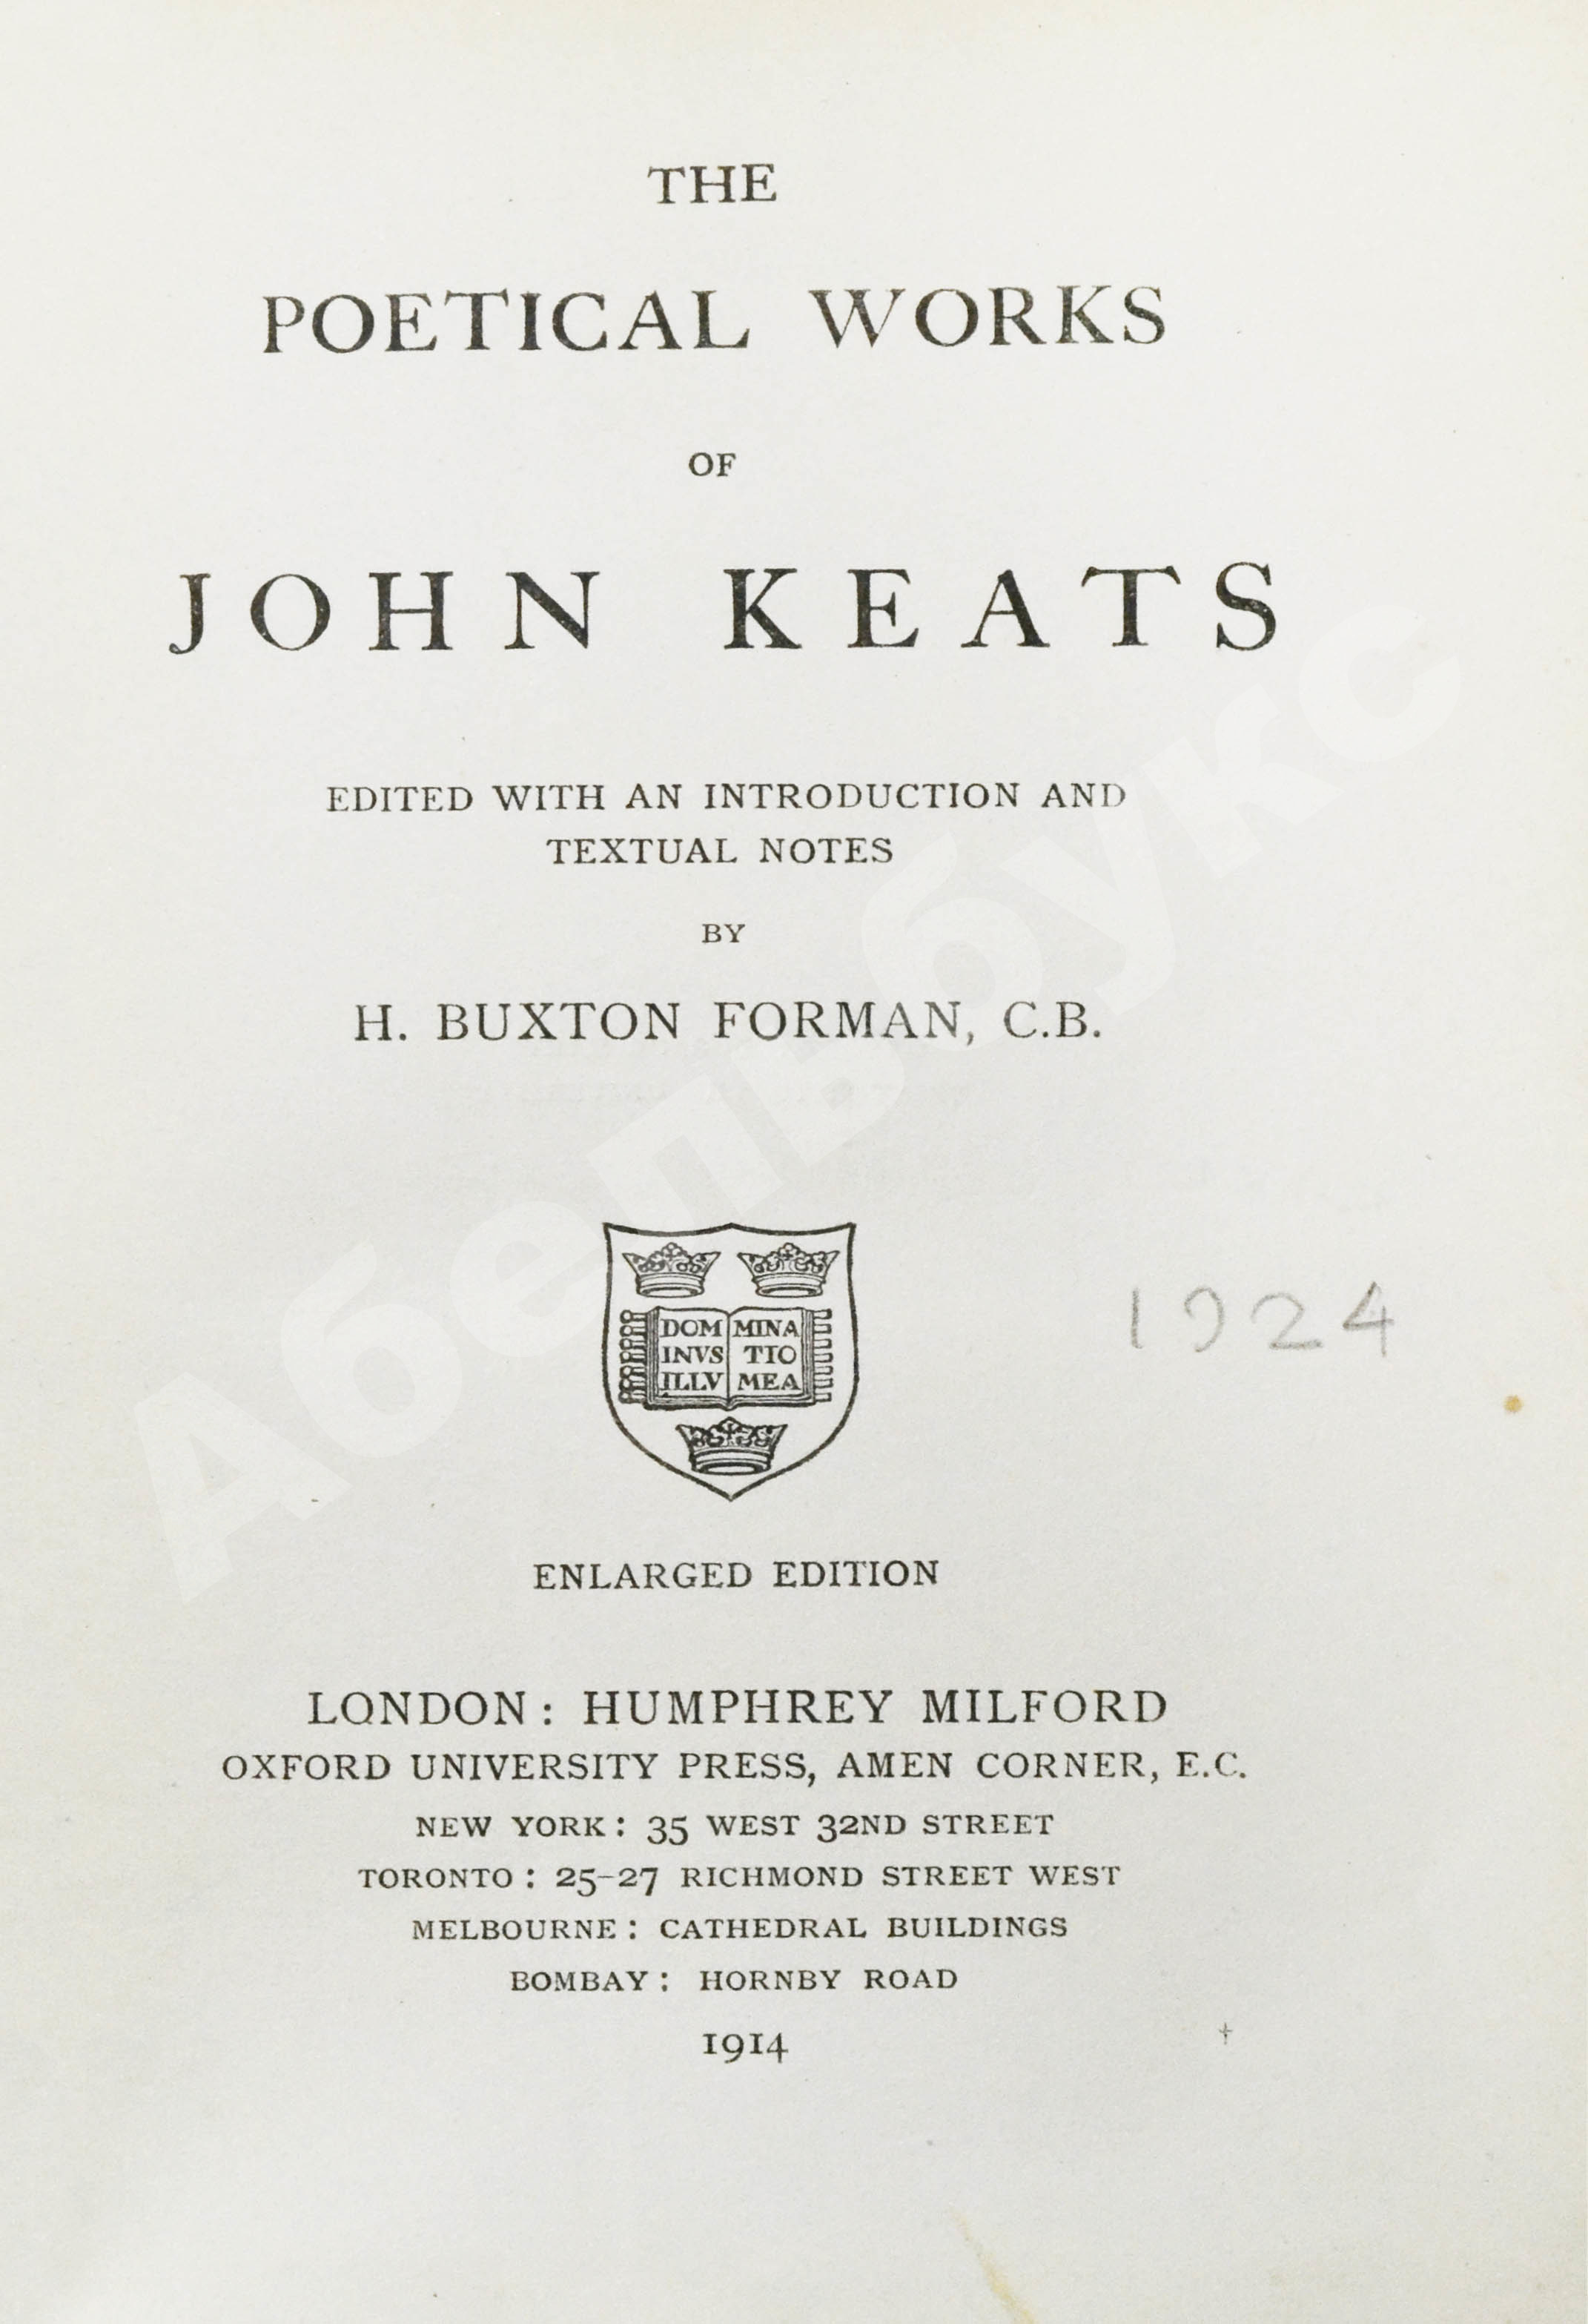 THE
POETICAL WORKS
OF
JOHN KEATS
EDITED WITH AN INTRODUCTION AND
TEXTUAL NOTES
BY
H. BUXTON FORMAN, C.B.
DOM MINA
INVS TIO
ILLV MEA
1924
ENLARGED EDITION
LONDON: HUMPHREY MILFORD
OXFORD UNIVERSITY PRESS, AMEN CORNER, E.C.
NEW YORK: 35 WEST 32ND STREET
TORONTO: 25-27 RICHMOND STREET WEST
MELBOURNE: CATHEDRAL BUILDINGS
BOMBAY: HORNBY ROAD
1914
Абельбукс